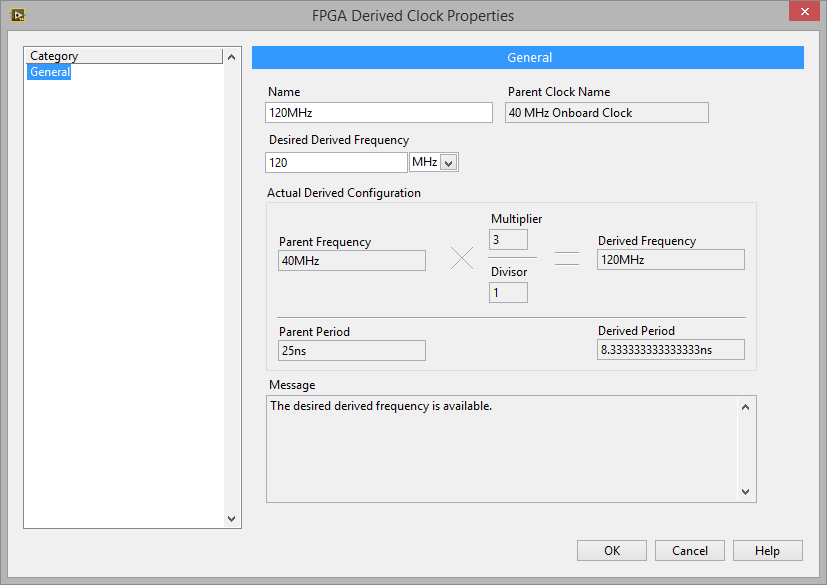 FPGA Derived Clock Properties
Category
General
General
Name
Parent Clock Name
120MHz
40 MHz Onboard Clock
Desired Derived Frequency
120
MHz
Actual Derived Configuration
Multiplier
3
Parent Frequency
Derived Frequency
40MHz
120MHz
Divisor
1
Parent Period
Derived Period
25ns
8.333333333333333ns
Message
The desired derived frequency is available.
OK
Cancel
Help